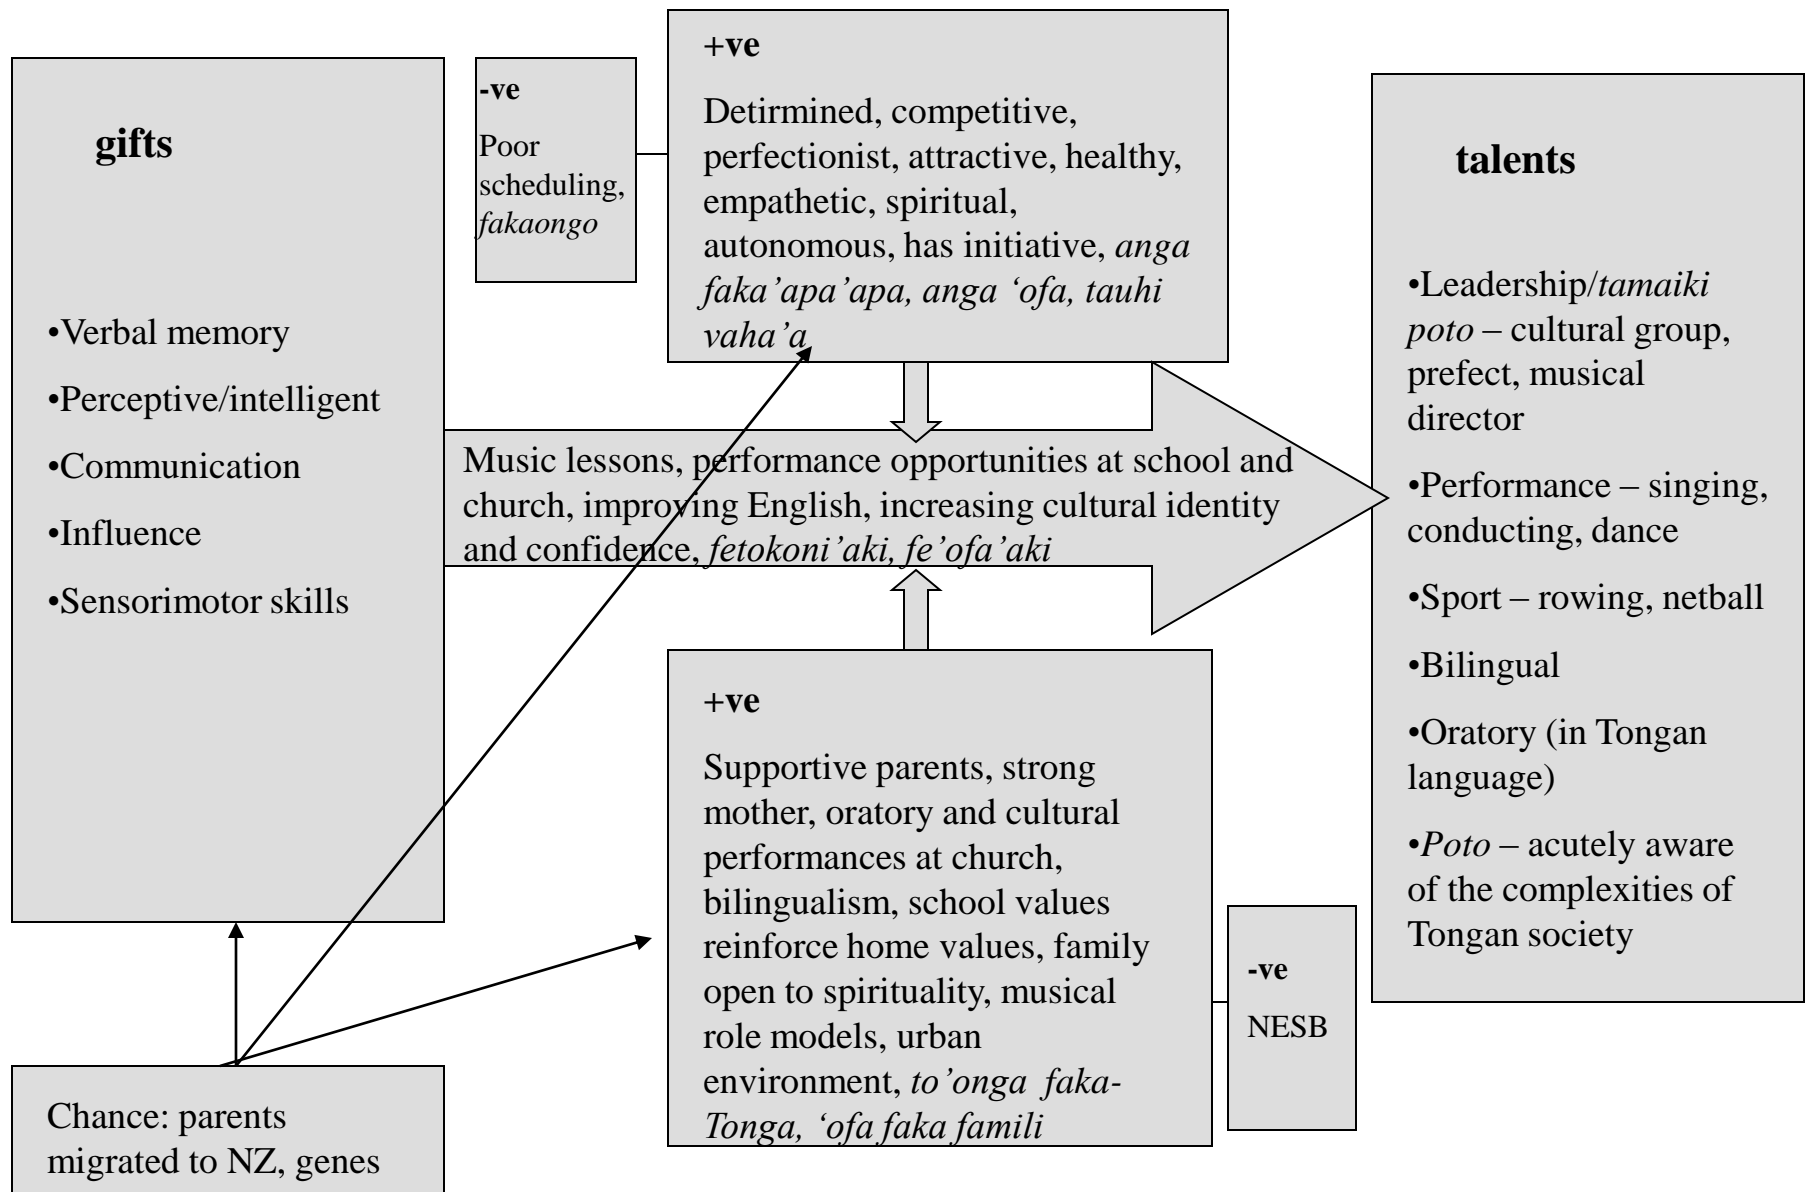 gifts
•Verbal memory
•Perceptive/intelligent
•Communication
•Influence
•Sensorimotor skills
-ve
Poor
scheduling,
fakaongo
+ve
Detirmined, competitive,
perfectionist, attractive, healthy,
empathetic, spiritual,
autonomous, has initiative, anga
faka’apa’apa, anga ‘ofa, tauhi
vaha’a
Music lessons, performance opportunities at school and
church, improving English, increasing cultural identity
and confidence, fetokoni’aki, fe’ofa’aki
+ve
Supportive parents, strong
mother, oratory and cultural
performances at church,
bilingualism, school values
reinforce home values, family
open to spirituality, musical
role models, urban
environment, to’onga faka-
Tonga, ‘ofa faka famili
-ve
NESB
talents
•Leadership/tamaiki
poto – cultural group,
prefect, musical
director
•Performance – singing,
conducting, dance
•Sport – rowing, netball
•Bilingual
•Oratory (in Tongan
language)
•Poto – acutely aware
of the complexities of
Tongan society
Chance: parents
migrated to NZ, genes